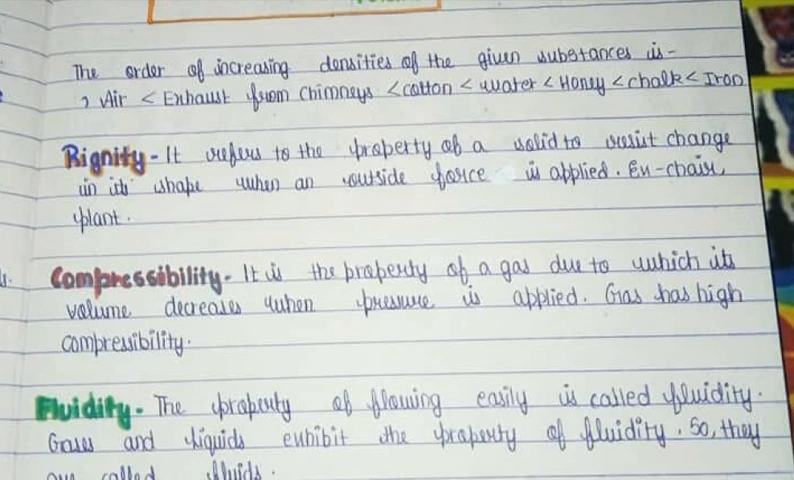 The order of increasing densities of the given substances is-
, Air < Exhaust from Chimneys < cotton < water < Honey < chalk < Iron
Rignity - It refers to the property of a solid to resist change
in its shape when an outside force is applied. Ex-chair,
plant.
Compressibility - It is the property of a gas due to which its
volume decreases when pressure is applied. Gas has high
compressibility.
Fluidity - The property of flowing easily is called fluidity.
Gases and liquids exhibit the property of fluidity. So, they
are called fluids.